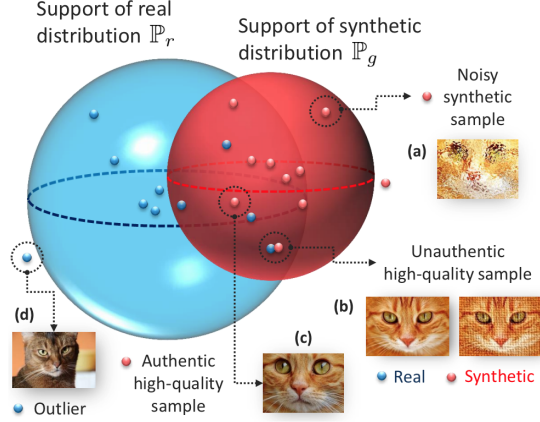 Support of real
distribution ℙr
Support of synthetic
distribution ℙg
Noisy
synthetic
sample
(a)
Unauthentic
high-quality sample
(b)
Real
Synthetic
(c)
(d)
Authentic
high-quality
sample
Outlier